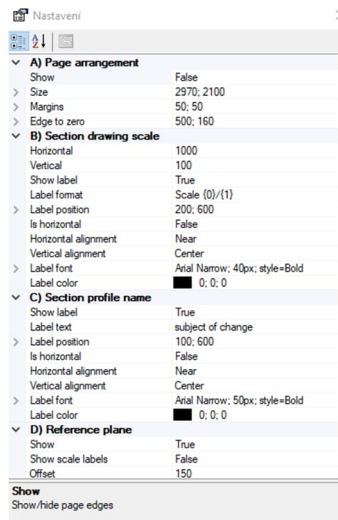 Nastavení
A) Page arrangement
Show False
Size 2970; 2100
Margins 50; 50
Edge to zero 500; 160
B) Section drawing scale
Horizontal 1000
Vertical 100
Show label True
Label format Scale {0}/{1}
Label position 200; 600
Is horizontal False
Horizontal alignment Near
Vertical alignment Center
Label font Arial Narrow; 40px; style=Bold
Label color 0; 0; 0
C) Section profile name
Show label True
Label text subject of change
Label position 100; 600
Is horizontal False
Horizontal alignment Near
Vertical alignment Center
Label font Arial Narrow; 50px; style=Bold
Label color 0; 0; 0
D) Reference plane
Show True
Show scale labels False
Offset 150
Show
Show/hide page edges